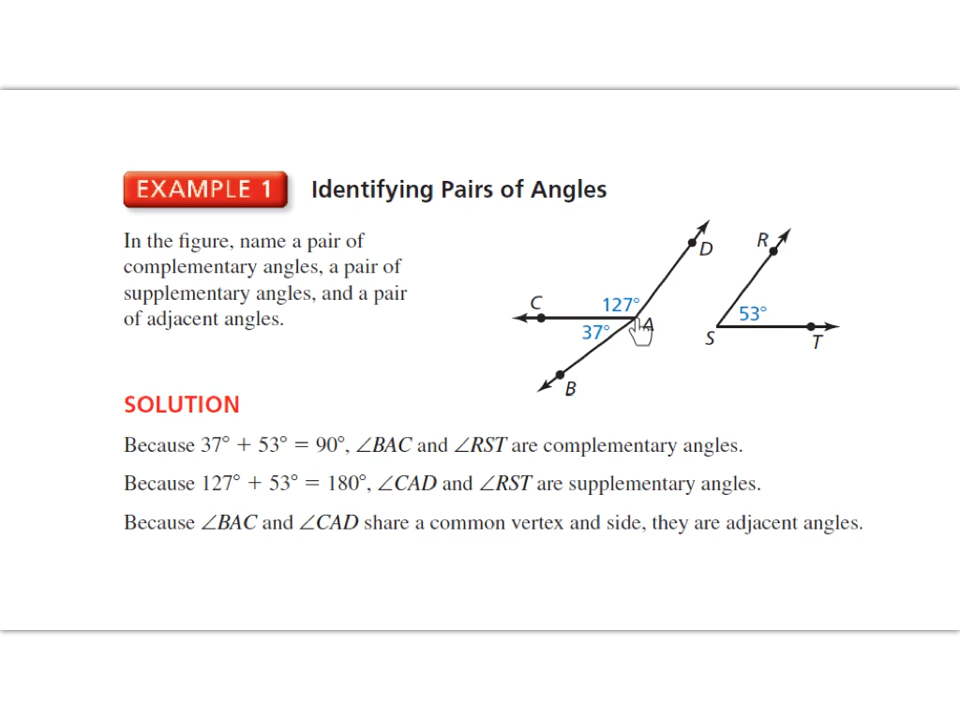 EXAMPLE 1 Identifying Pairs of Angles
In the figure, name a pair of
complementary angles, a pair of
supplementary angles, and a pair
of adjacent angles.
D
R
C
127°
53°
A
37°
S
T
B
SOLUTION
Because 37° + 53° = 90°, ∠BAC and ∠RST are complementary angles.
Because 127° + 53° = 180°, ∠CAD and ∠RST are supplementary angles.
Because ∠BAC and ∠CAD share a common vertex and side, they are adjacent angles.